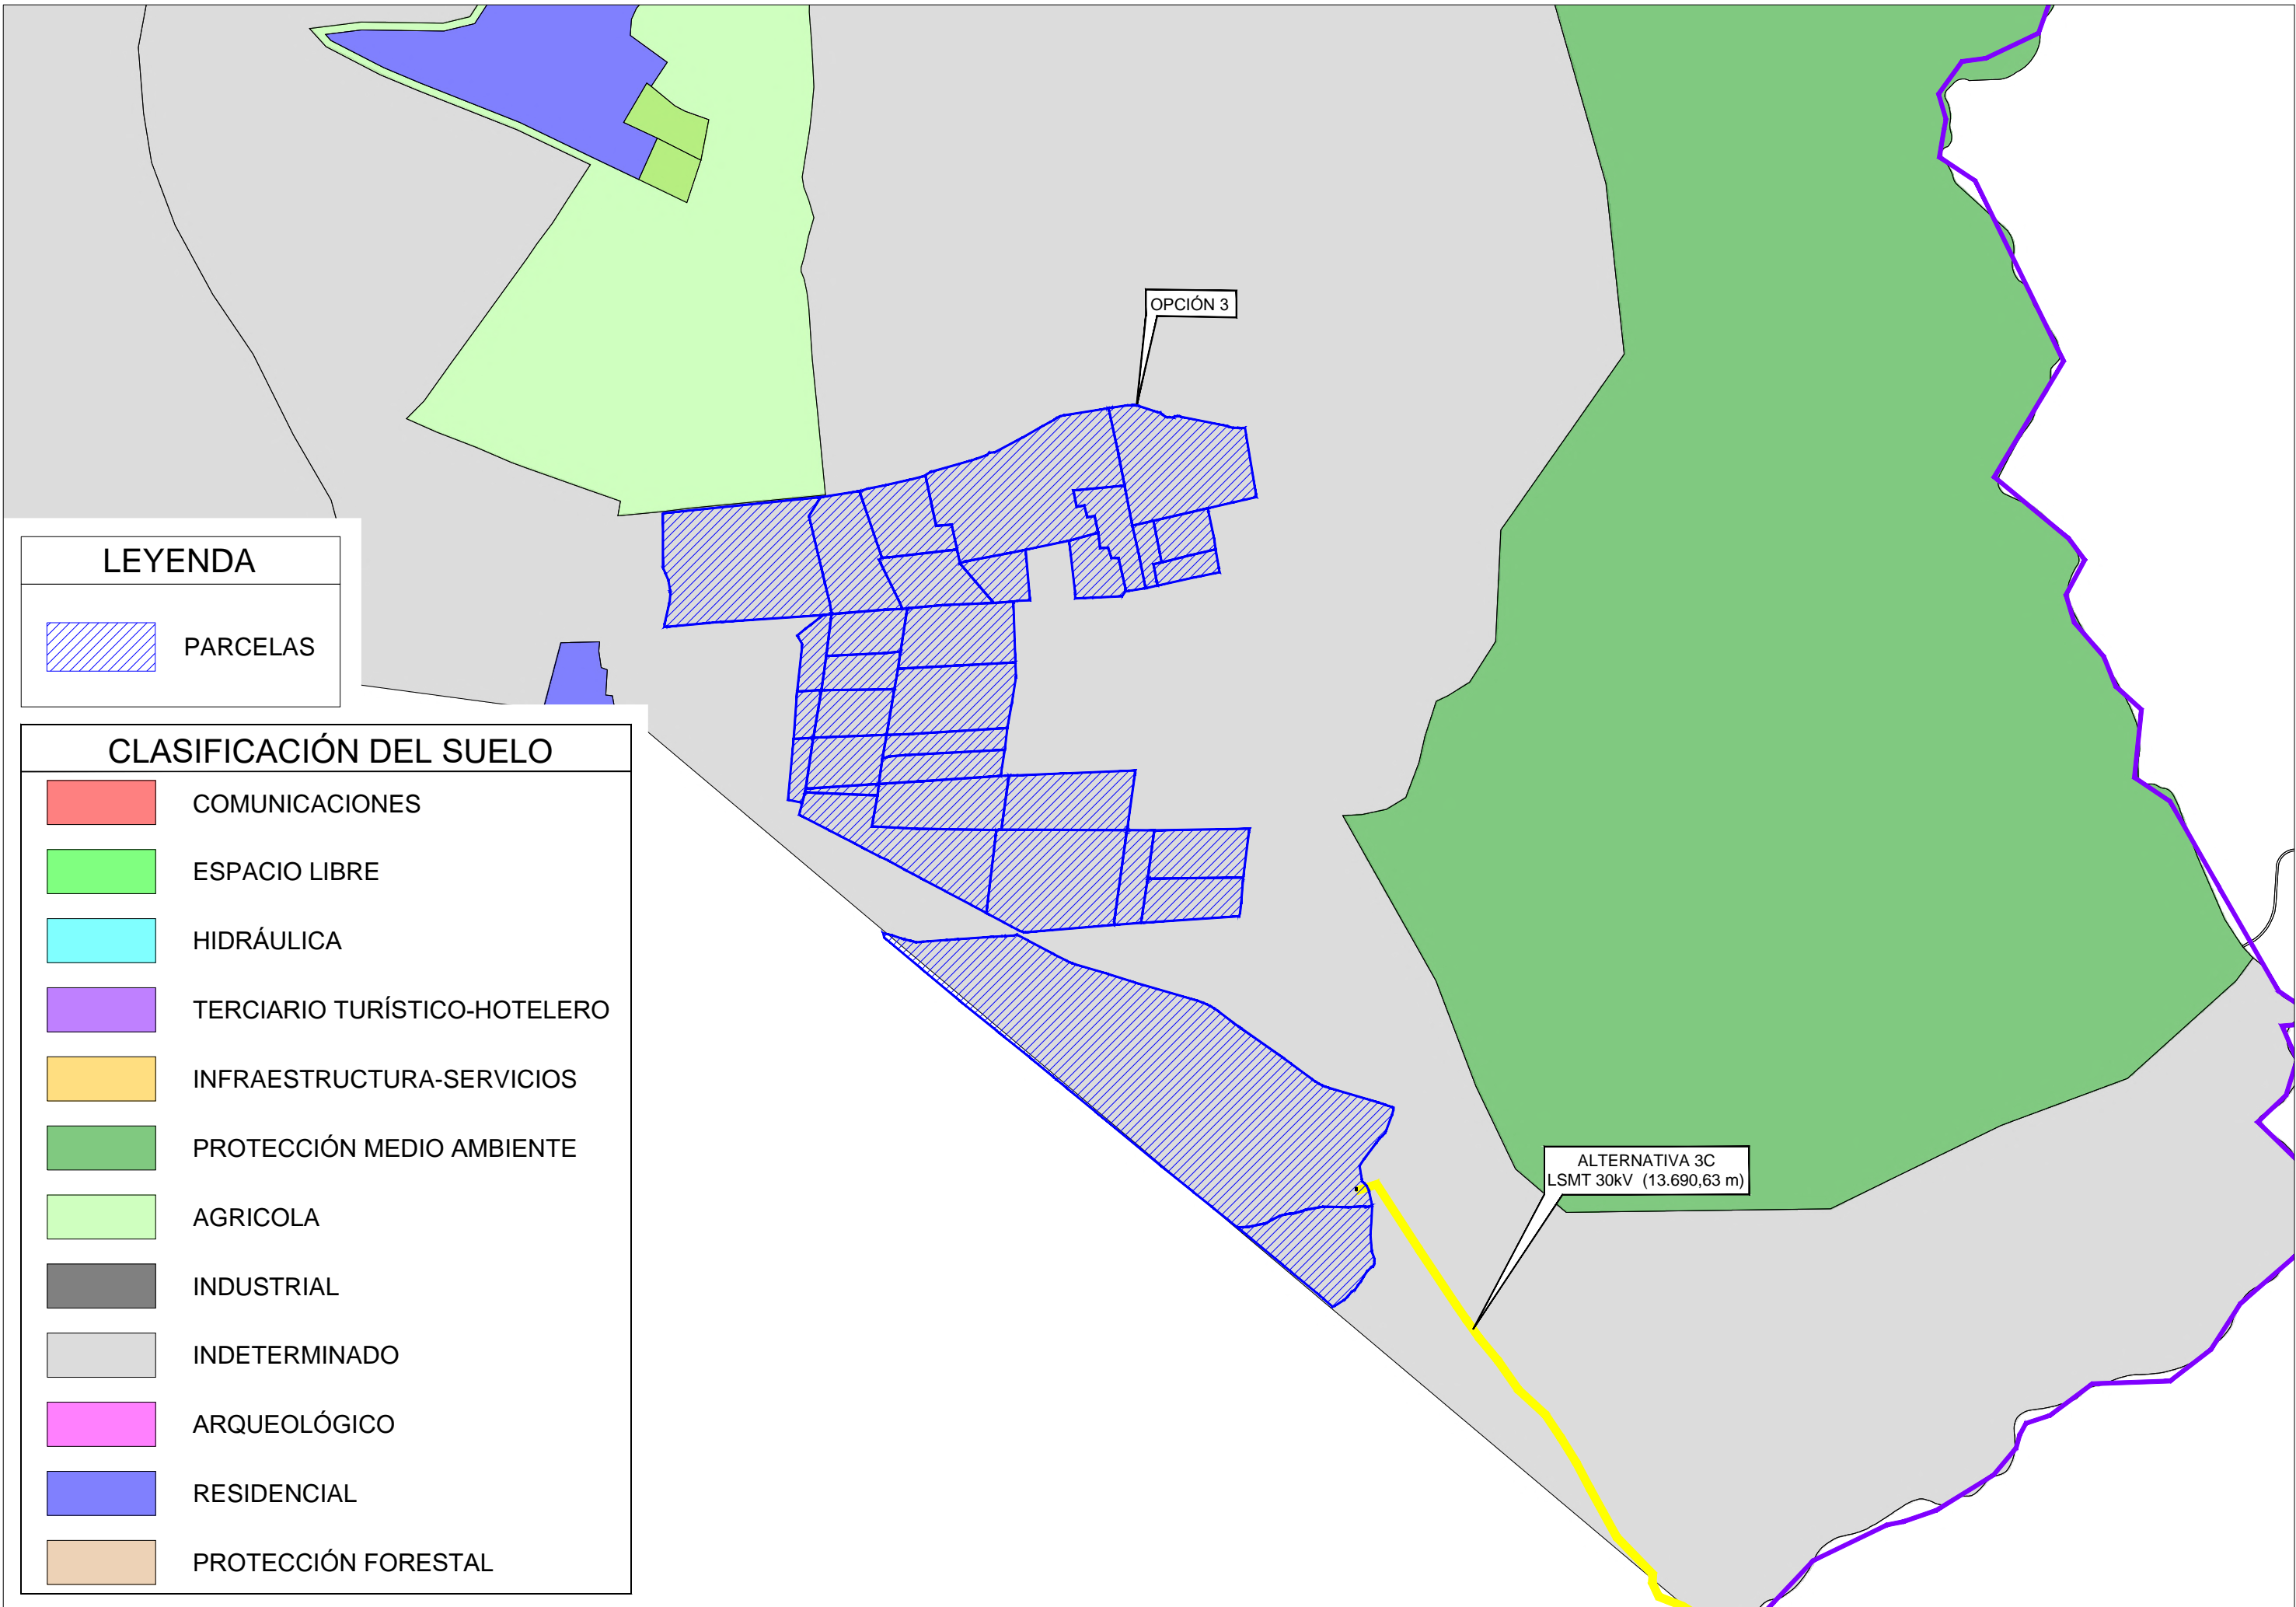 OPCIÓN 3
LEYENDA
PARCELAS
CLASIFICACIÓN DEL SUELO
COMUNICACIONES
ESPACIO LIBRE
HIDRÁULICA
TERCIARIO TURÍSTICO-HOTELERO
INFRAESTRUCTURA-SERVICIOS
PROTECCIÓN MEDIO AMBIENTE
AGRICOLA
INDUSTRIAL
INDETERMINADO
ARQUEOLÓGICO
RESIDENCIAL
PROTECCIÓN FORESTAL
ALTERNATIVA 3C
LSMT 30kV (13.690,63 m)